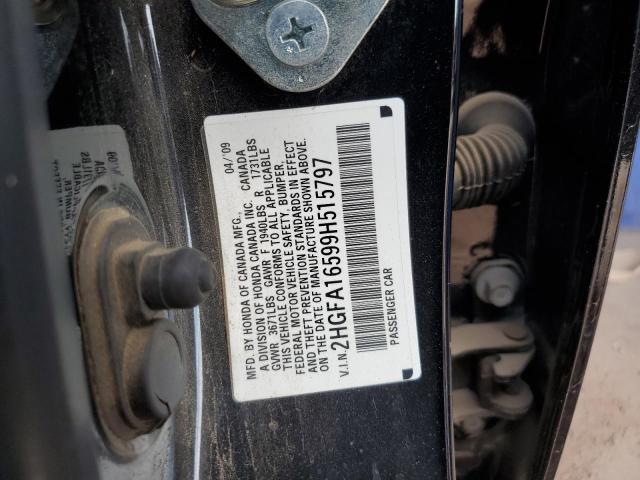 MFD. BY HONDA OF CANADA MFG., 04/'09
A DIVISION OF HONDA CANADA INC. CANADA
GVWR 3671LBS GAWR F 1940LBS R 1731LBS
THIS VEHICLE CONFORMS TO ALL APPLICABLE
FEDERAL MOTOR VEHICLE SAFETY, BUMPER,
AND THEFT PREVENTION STANDARDS IN EFFECT
ON THE DATE OF MANUFACTURE SHOWN ABOVE.
V.I.N. 2HGFA16599H515797
PASSENGER CAR